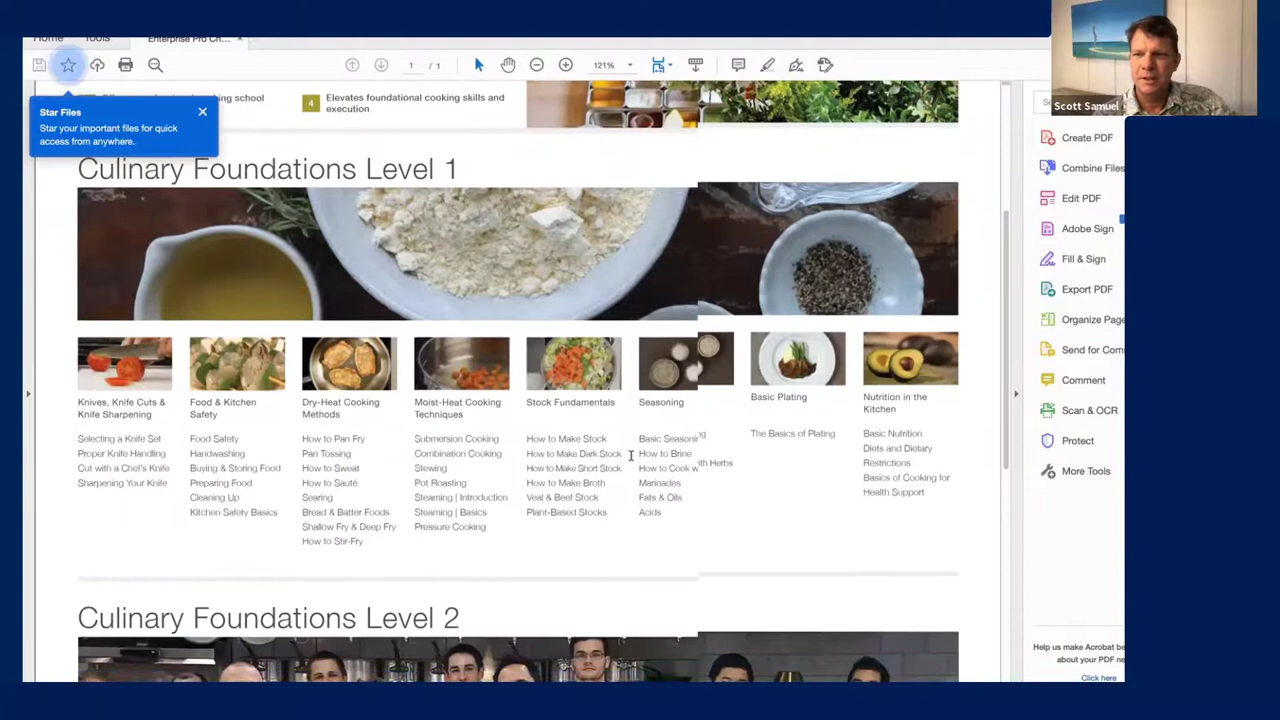 Home
Tools
Enterprise Pro Ch...
1 / 1
121%
Scott Samuel
Star Files
Star your important files for quick
access from anywhere.
school
4
Elevates foundational cooking skills and
execution
Culinary Foundations Level 1
Knives, Knife Cuts &
Knife Sharpening
Selecting a Knife Set
Proper Knife Handling
Cut with a Chef's Knife
Sharpening Your Knife
Food & Kitchen
Safety
Food Safety
Handwashing
Buying & Storing Food
Preparing Food
Cleaning Up
Kitchen Safety Basics
Dry-Heat Cooking
Methods
How to Pan Fry
Pan Tossing
How to Sweat
How to Sauté
Searing
Bread & Batter Foods
Shallow Fry & Deep Fry
How to Stir-Fry
Moist-Heat Cooking
Techniques
Submersion Cooking
Combination Cooking
Stewing
Pot Roasting
Steaming | Introduction
Steaming | Basics
Pressure Cooking
Stock Fundamentals
How to Make Stock
How to Make Dark Stock
How to Make Short Stock
How to Make Broth
Veal & Beef Stock
Plant-Based Stocks
Seasoning
Basic Seasonin
How to Brine
How to Cook w
Marinades
Fats & Oils
Acids
ng
th Herbs
Basic Plating
The Basics of Plating
Nutrition in the
Kitchen
Basic Nutrition
Diets and Dietary
Restrictions
Basics of Cooking for
Health Support
Culinary Foundations Level 2
Create PDF
Combine Files
Edit PDF
Adobe Sign
Fill & Sign
Export PDF
Organize Page
Send for Com
Comment
Scan & OCR
Protect
More Tools
Help us make Acrobat be
about your PDF ne
Click here